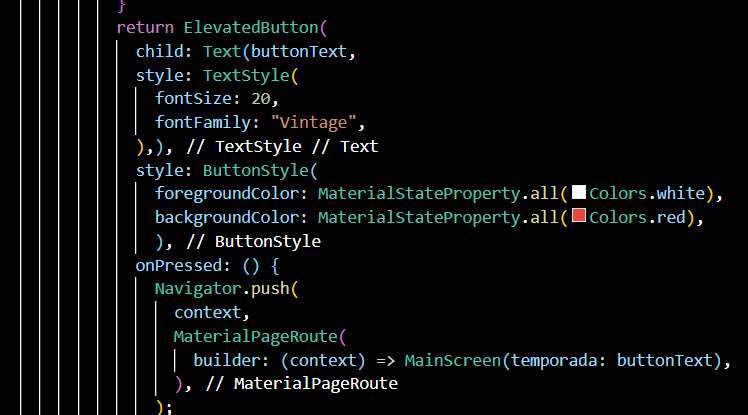 }
return ElevatedButton(
child: Text(buttonText,
style: TextStyle(
fontSize: 20,
fontFamily: "Vintage",
),), // TextStyle // Text
style: ButtonStyle(
foregroundColor: MaterialStateProperty.all(Colors.white),
backgroundColor: MaterialStateProperty.all(Colors.red),
), // ButtonStyle
onPressed: () {
Navigator.push(
context,
MaterialPageRoute(
builder: (context) => MainScreen(temporada: buttonText),
), // MaterialPageRoute
);